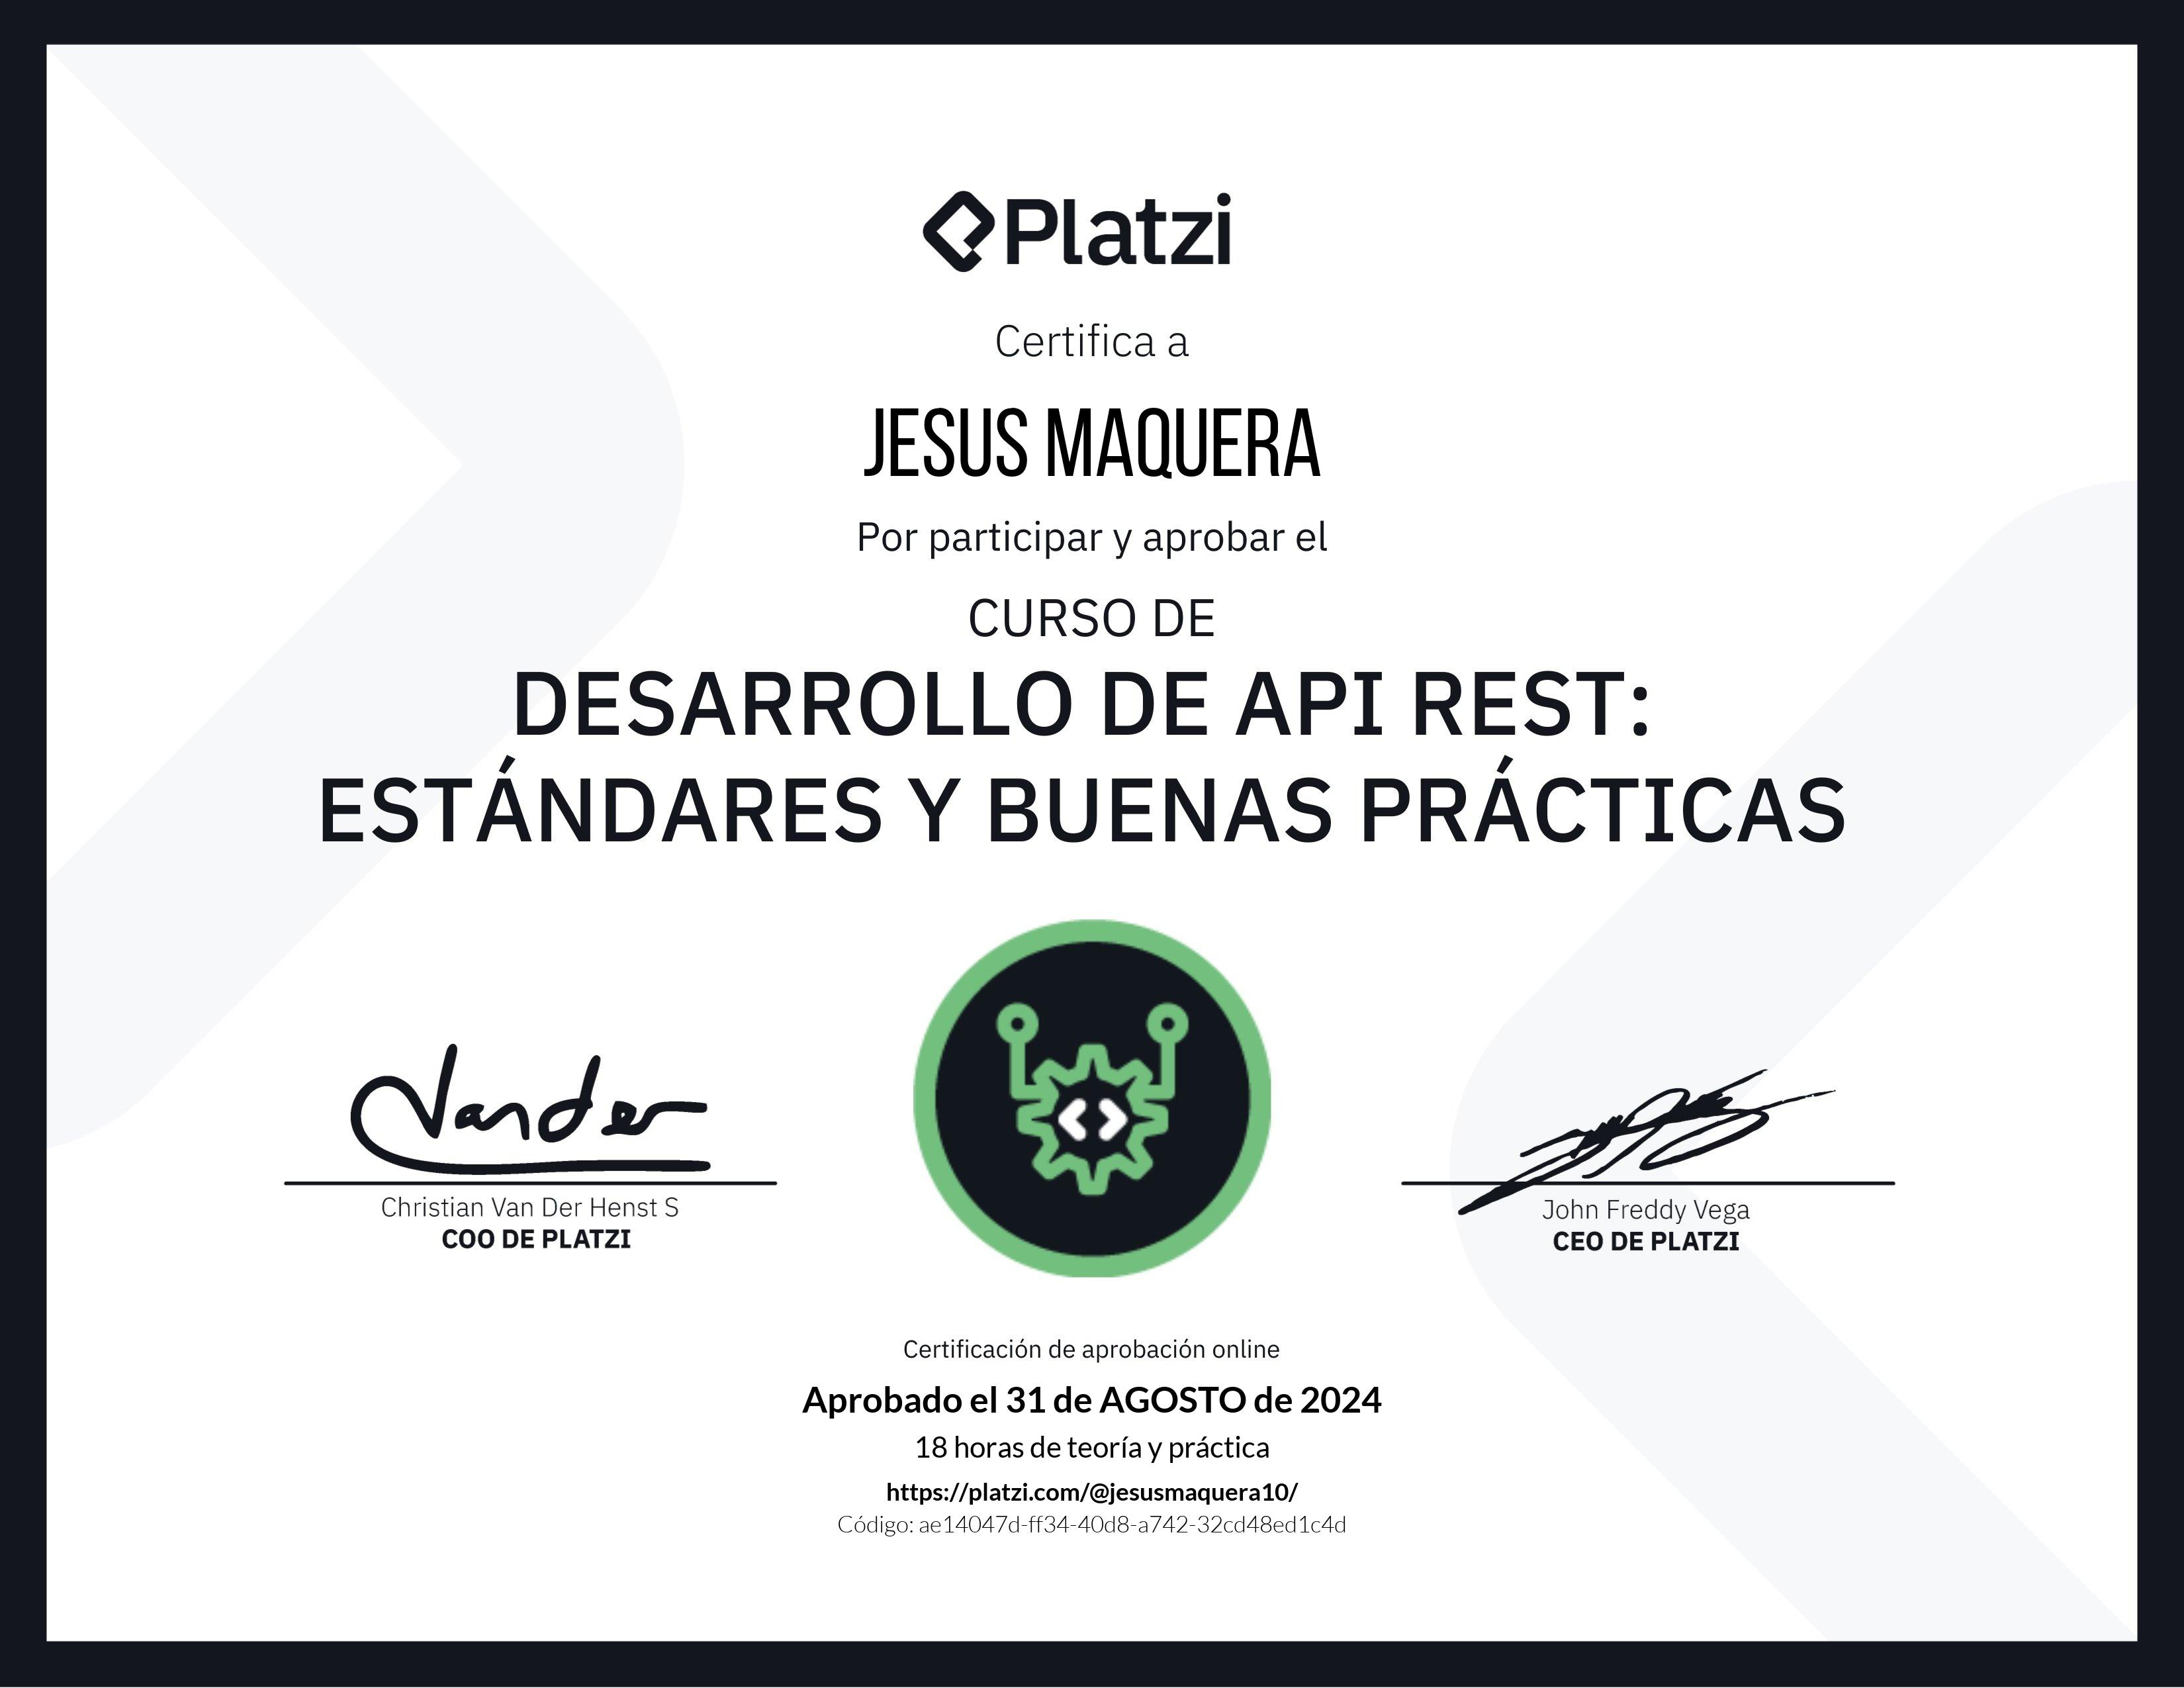 Platzi
Certifica a
JESUS MAQUERA
Por participar y aprobar el
CURSO DE
DESARROLLO DE API REST:
ESTÁNDARES Y BUENAS PRÁCTICAS
Vander
Christian Van Der Henst S
COO DE PLATZI
John Freddy Vega
CEO DE PLATZI
Certificación de aprobación online
Aprobado el 31 de AGOSTO de 2024
18 horas de teoría y práctica
https://platzi.com/@jesusmaquera10/
Código: ae14047d-ff34-40d8-a742-32cd48ed1c4d